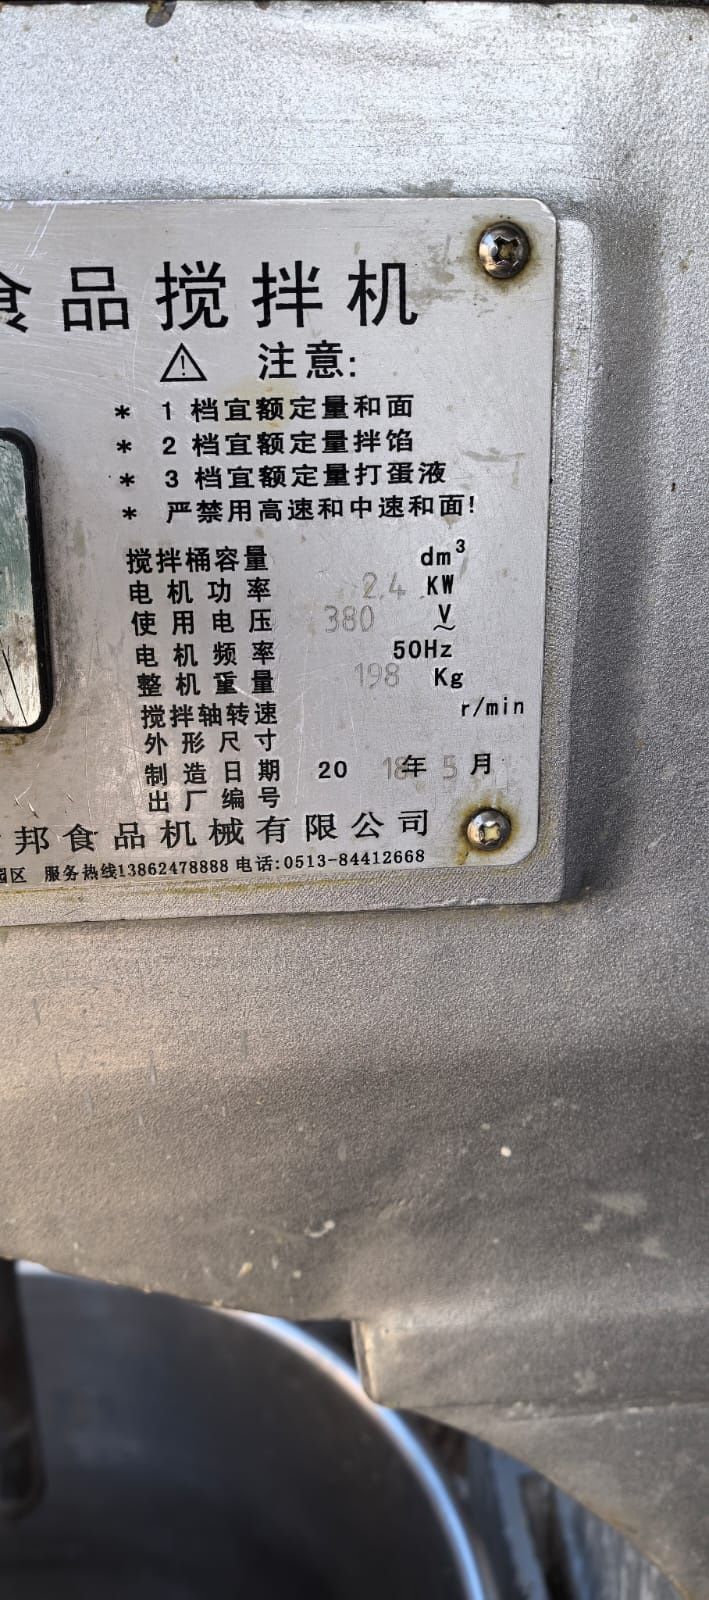 食品搅拌机
⚠ 注意:
* 1 档宜额定量和面
* 2 档宜额定量拌馅
* 3 档宜额定量打蛋液
* 严禁用高速和中速和面!
搅拌桶容量 dm³
电机功率 2.4 KW
使用电压 380 V~
电机频率 50Hz
整机重量 198 Kg
搅拌轴转速 r/min
外形尺寸
制造日期 2018年5月
出厂编号
邦食品机械有限公司
园区 服务热线13862478888 电话:0513-84412668